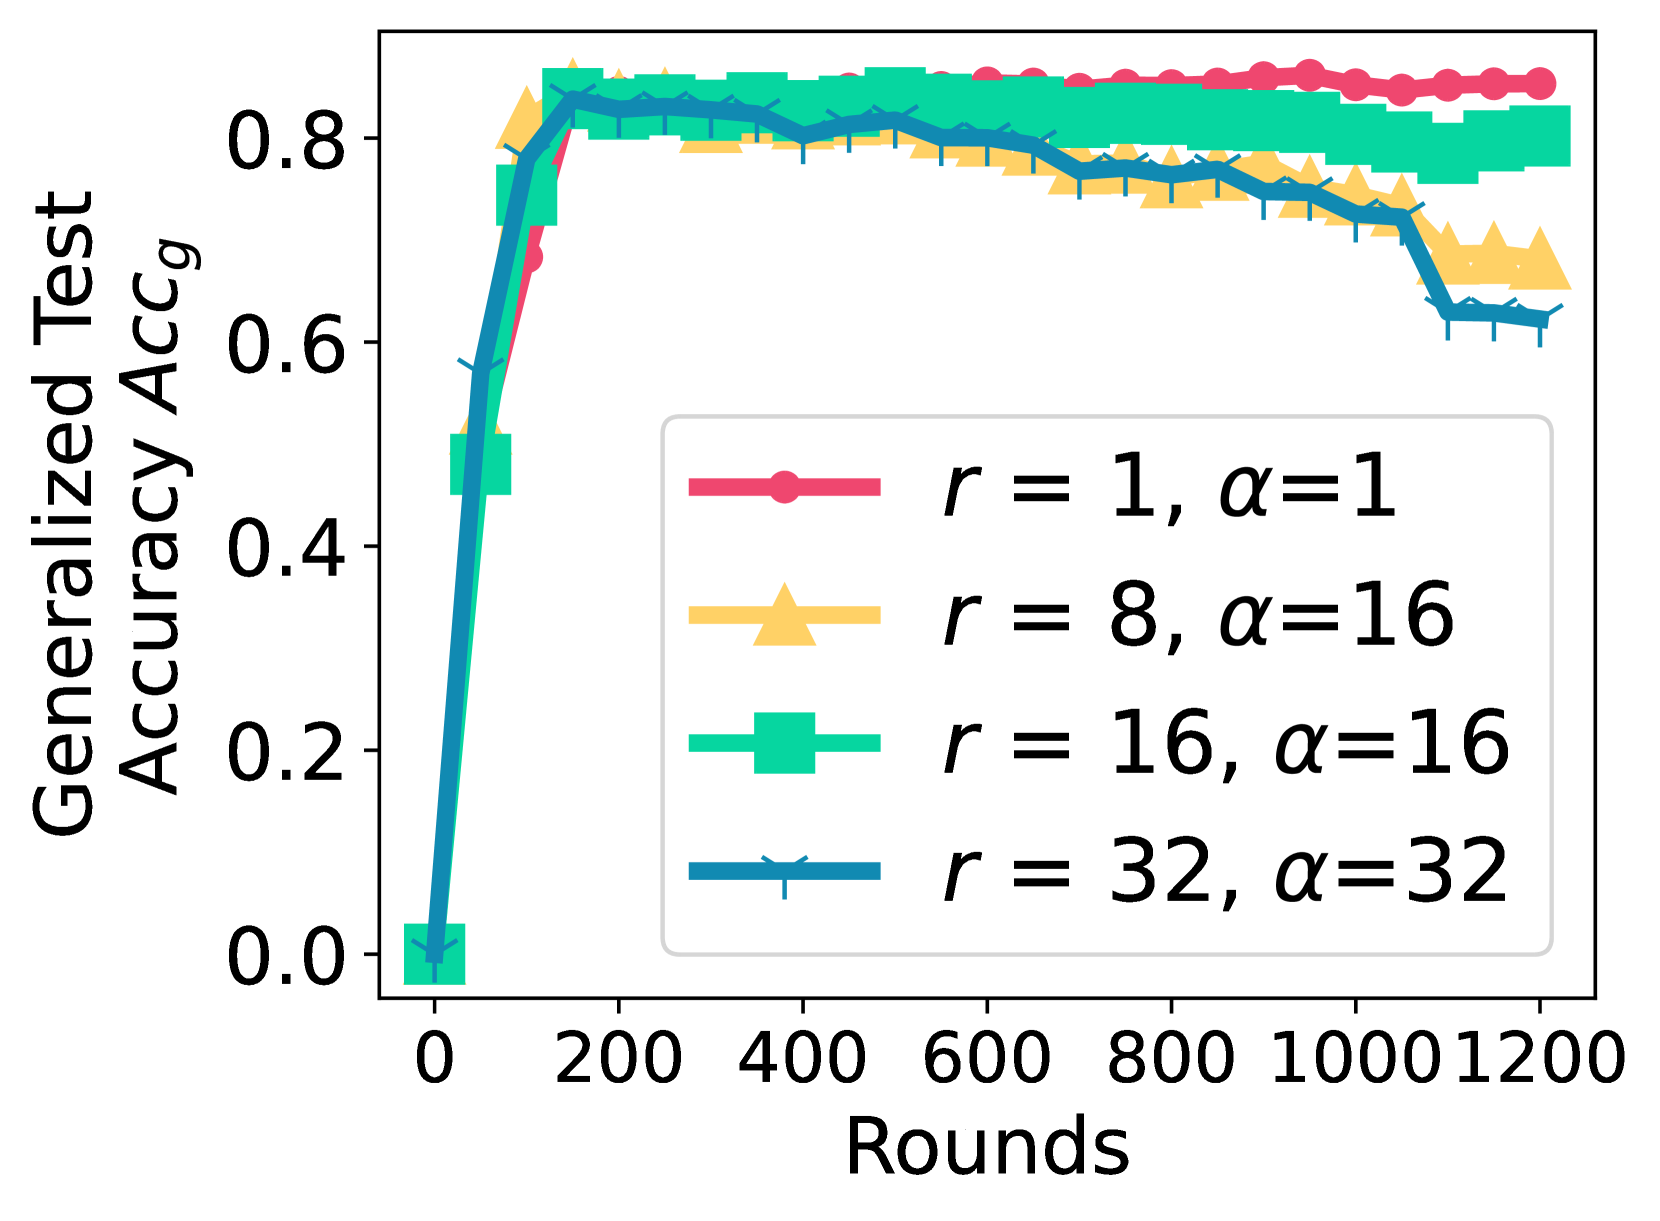 Generalized Test
Accuracy Acc_g
0.8
0.6
0.4
0.2
0.0
r = 1, α=1
r = 8, α=16
r = 16, α=16
r = 32, α=32
0 200 400 600 800 1000 1200
Rounds